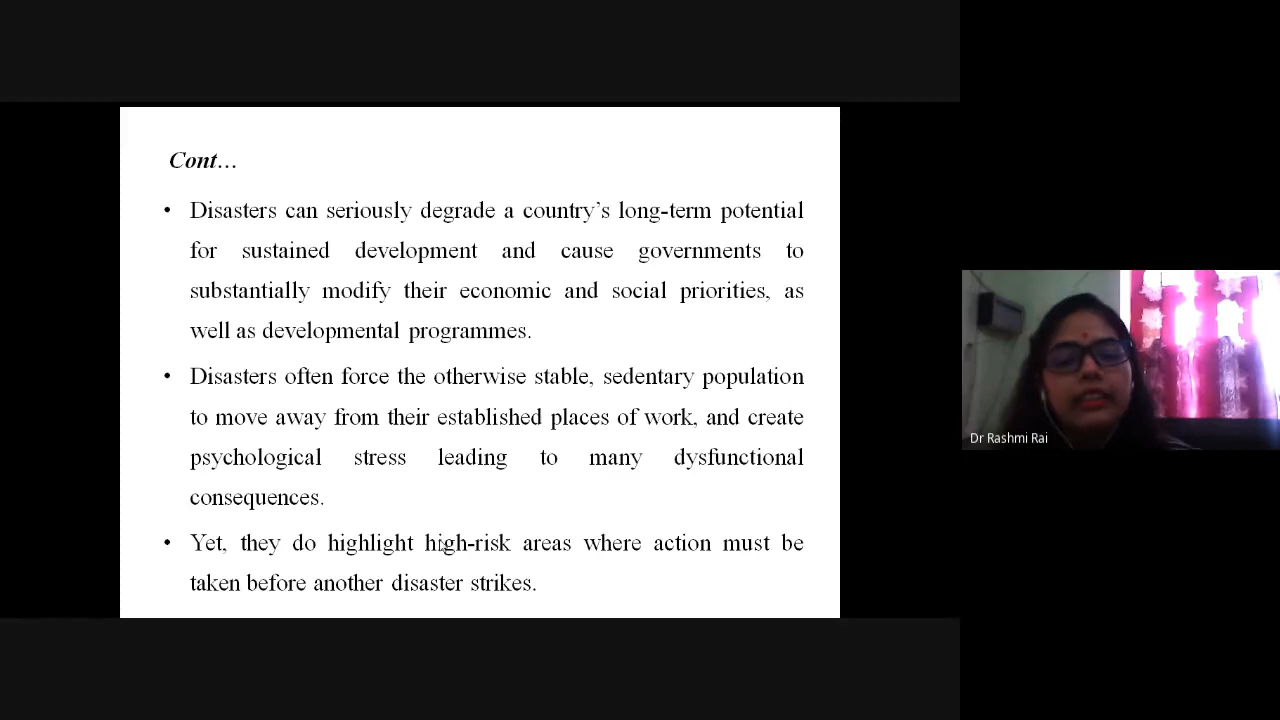 Cont…
• Disasters can seriously degrade a country’s long-term potential
for sustained development and cause governments to
substantially modify their economic and social priorities, as
well as developmental programmes.
• Disasters often force the otherwise stable, sedentary population
to move away from their established places of work, and create
psychological stress leading to many dysfunctional
consequences.
• Yet, they do highlight high-risk areas where action must be
taken before another disaster strikes.
Dr Rashmi Rai